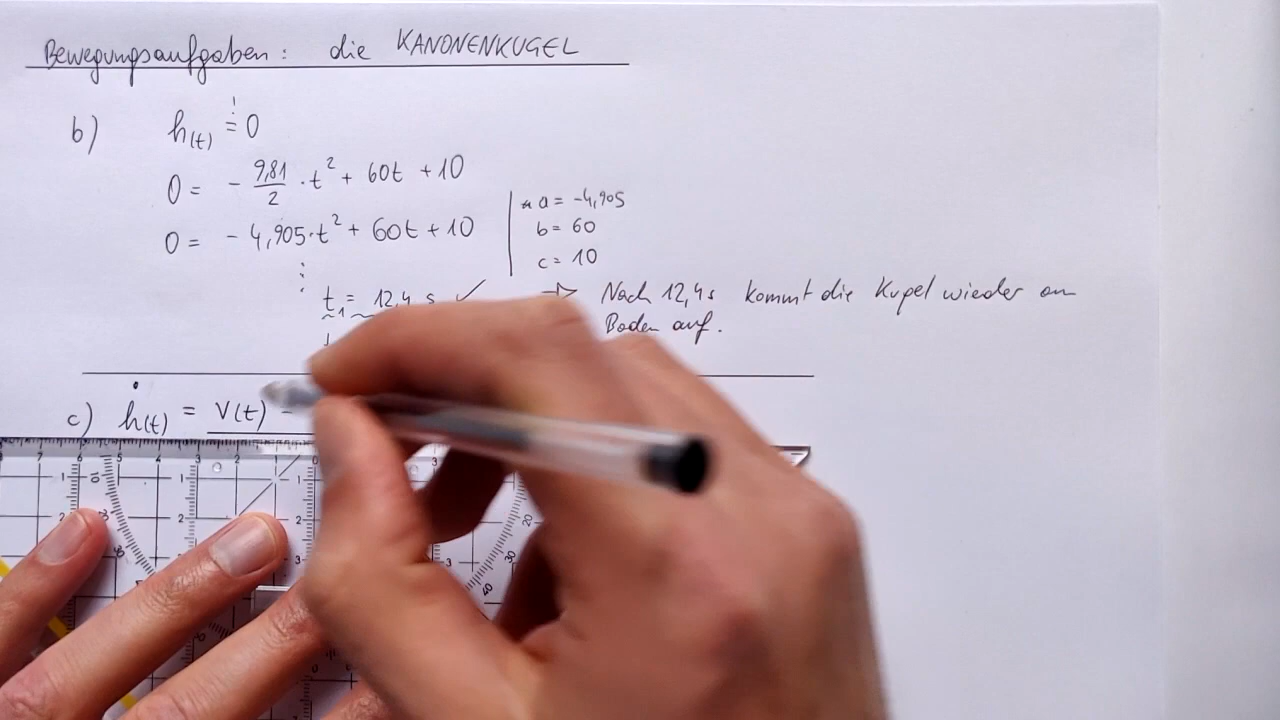 Bewegungsaufgaben: die KANONENKUGEL
b) h(t) =! 0
0 = - 9,81/2 · t² + 60t + 10
0 = - 4,905·t² + 60t + 10
a = -4,905
b = 60
c = 10
t₁ = 12,4 s ✓
⇒ Nach 12,4s kommt die Kugel wieder am
Boden auf.
c) ḣ(t) = v(t) =